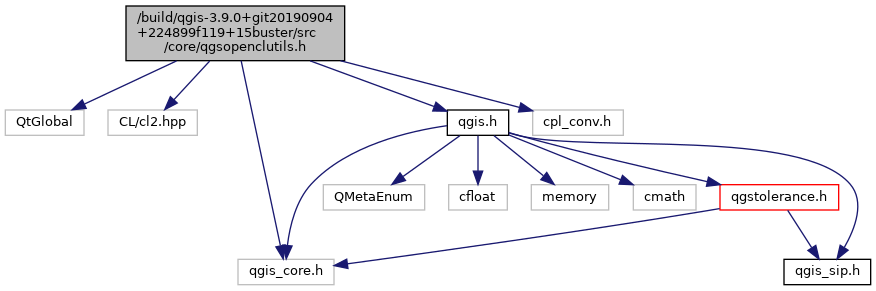 /build/qgis-3.9.0+git20190904
+224899f119+15buster/src
/core/qgsopenclutils.h
QtGlobal
CL/cl2.hpp
qgis.h
cpl_conv.h
QMetaEnum
cfloat
memory
cmath
qgstolerance.h
qgis_core.h
qgis_sip.h